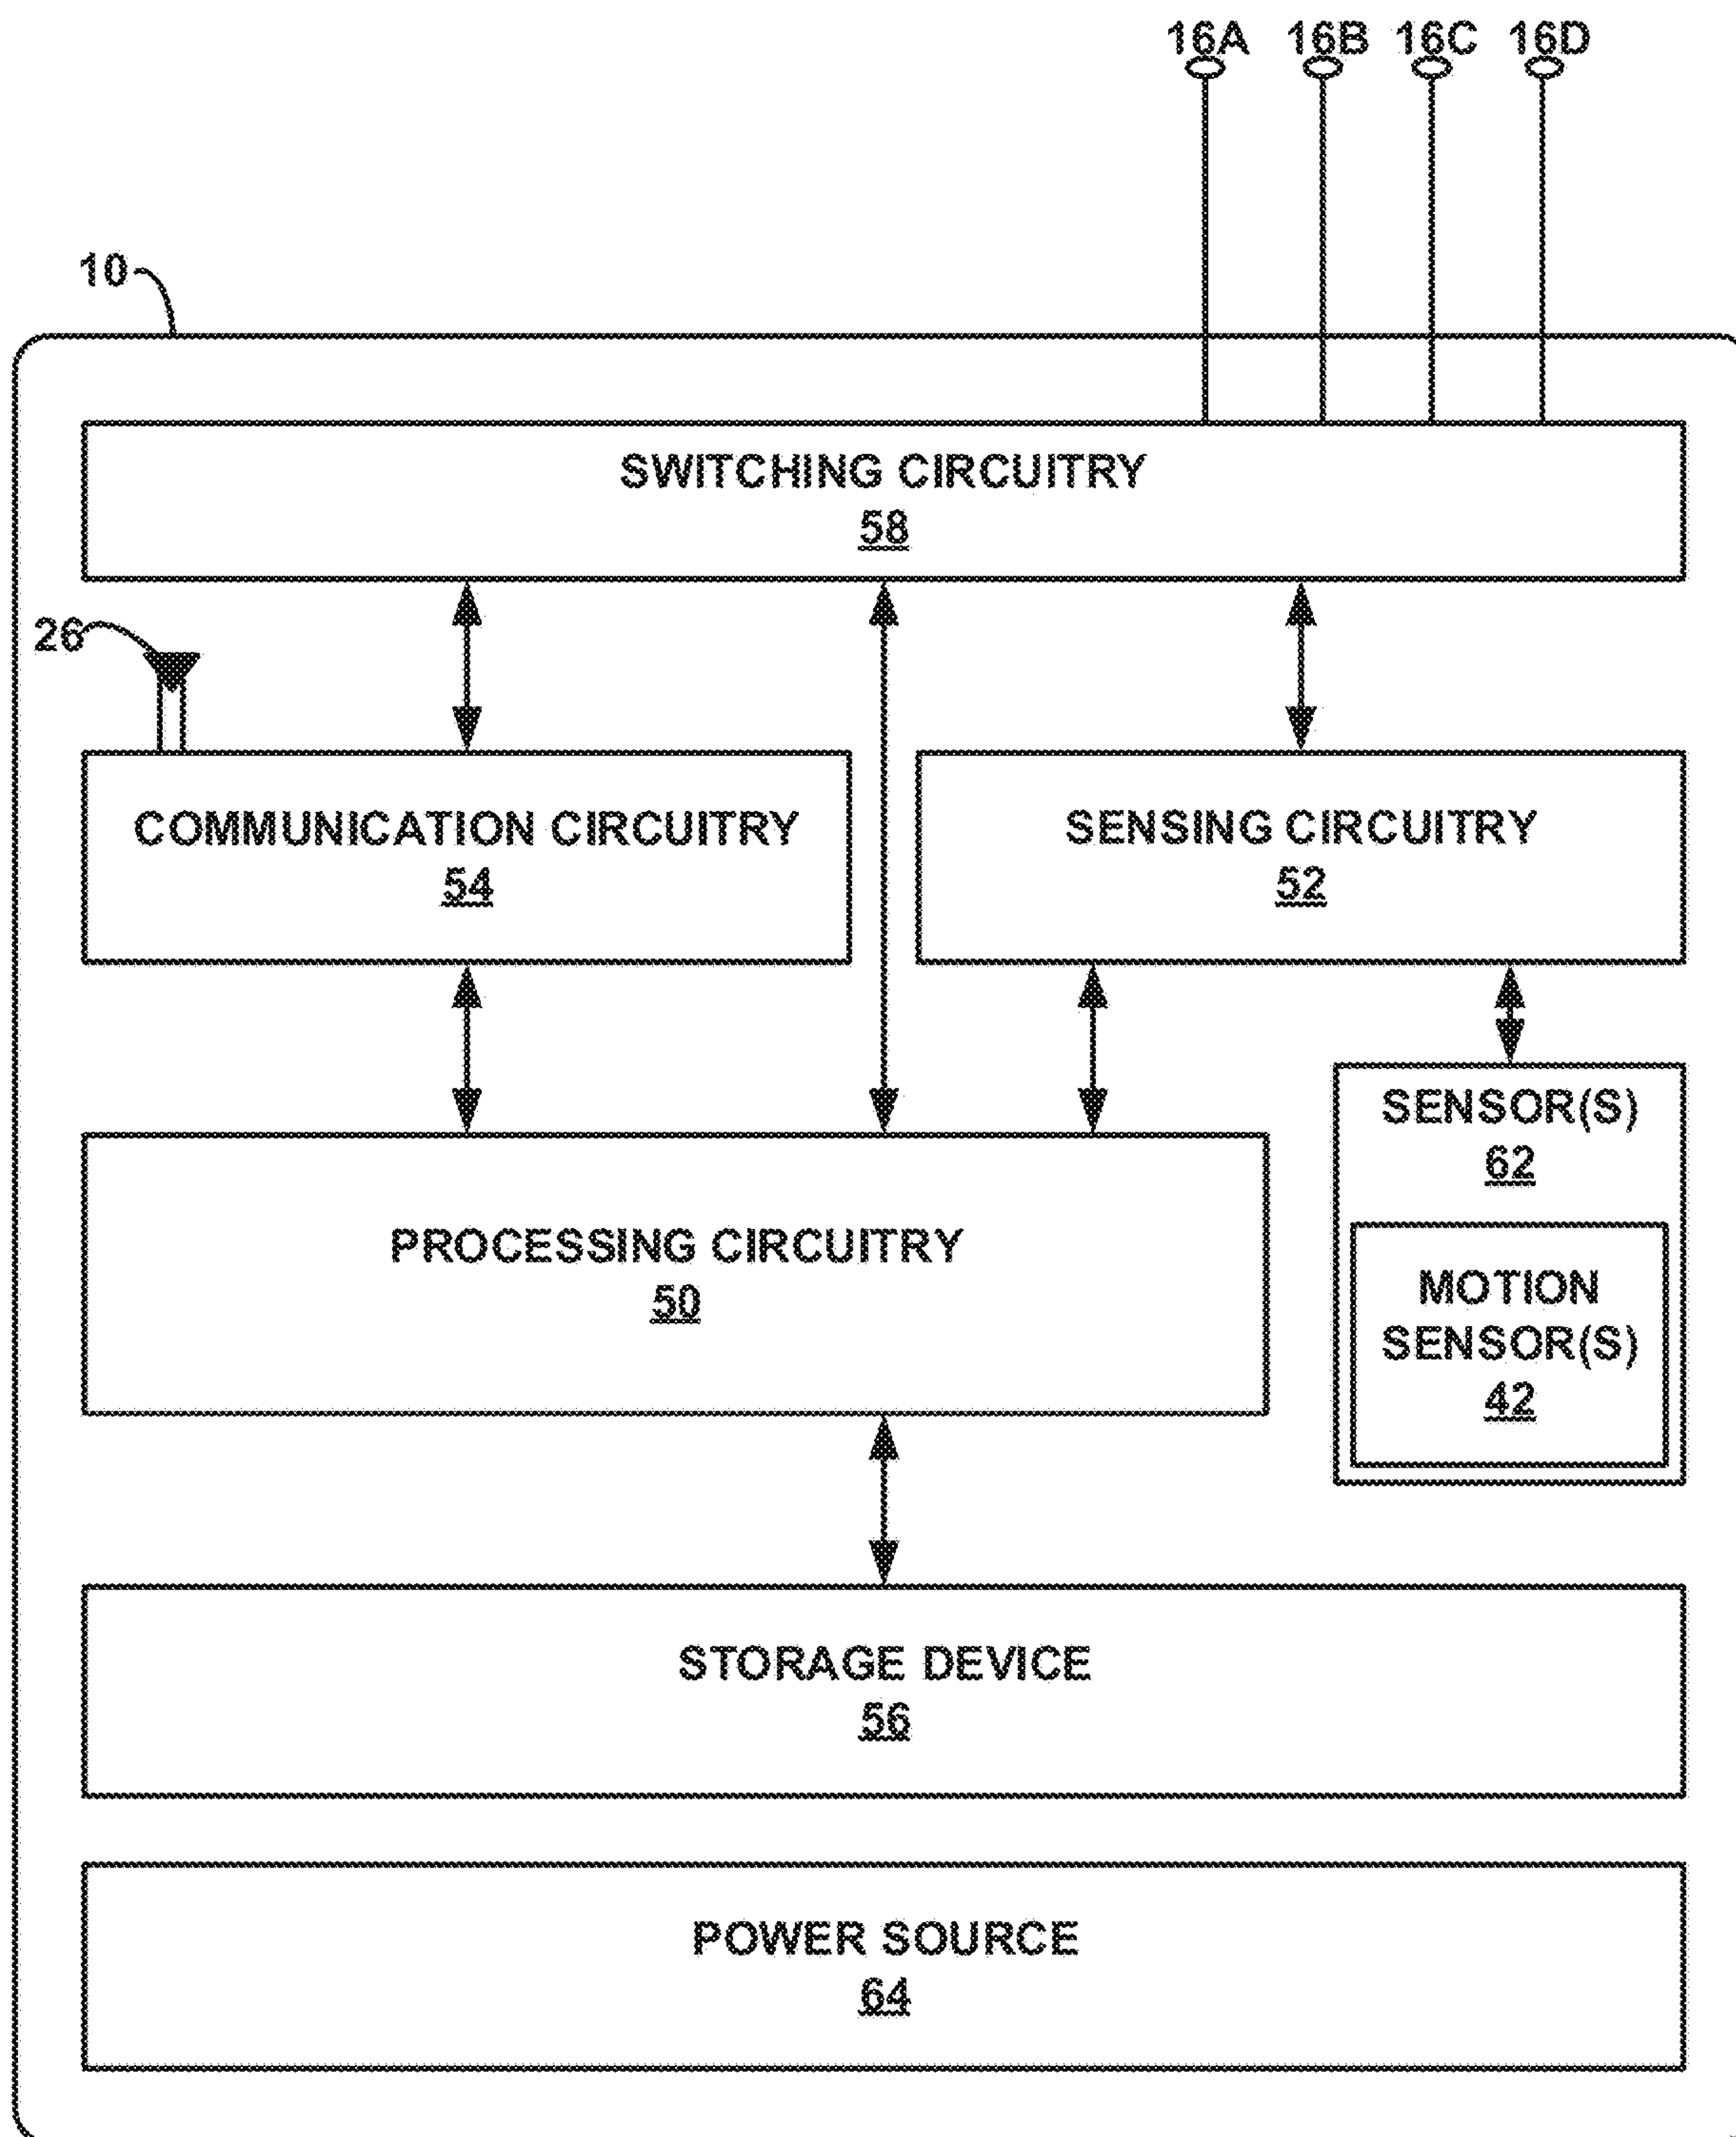 16A 16B 16C 16D
10
SWITCHING CIRCUITRY
58
26
COMMUNICATION CIRCUITRY
54
SENSING CIRCUITRY
52
SENSOR(S)
62
PROCESSING CIRCUITRY
50
MOTION
SENSOR(S)
42
STORAGE DEVICE
56
POWER SOURCE
64